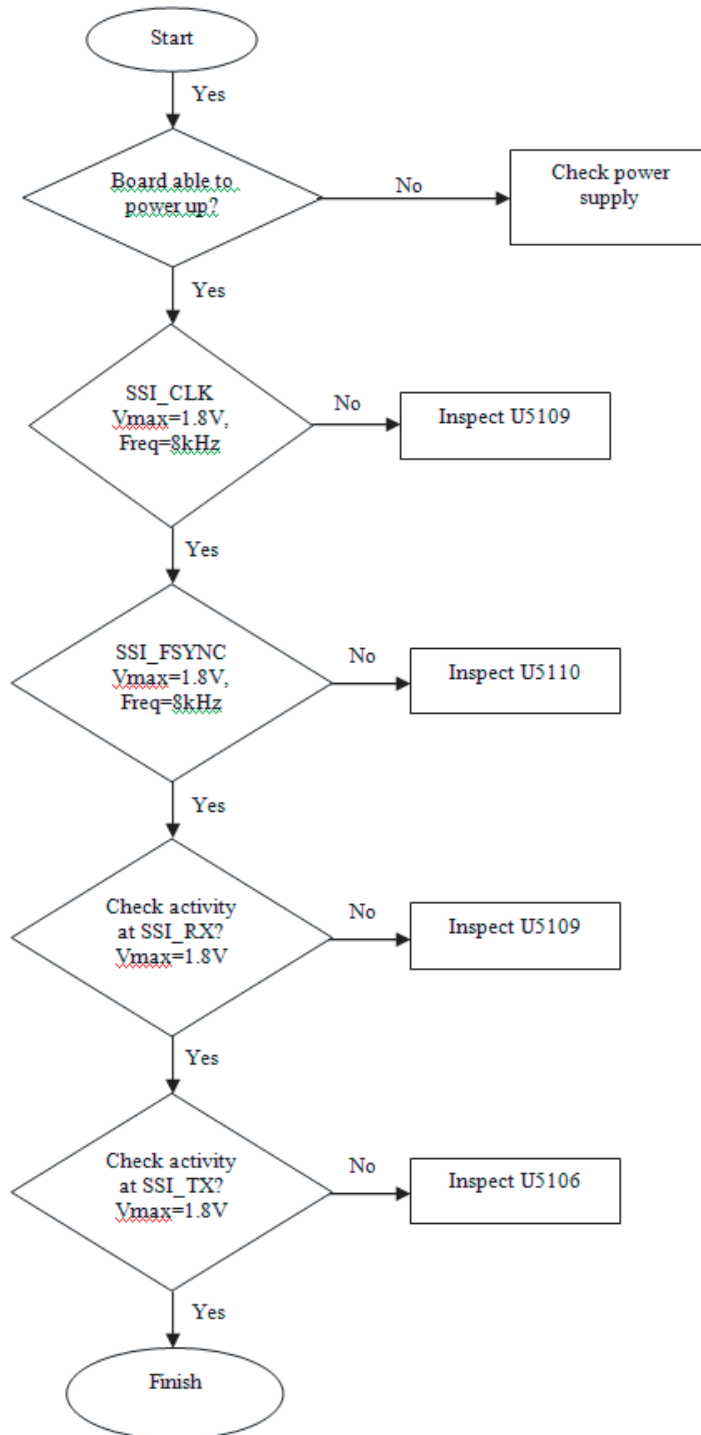 Start
Yes
Board able to
power up?
No
Check power
supply
Yes
SSI_CLK
Vmax=1.8V,
Freq=8kHz
No
Inspect U5109
Yes
SSI_FSYNC
Vmax=1.8V,
Freq=8kHz
No
Inspect U5110
Yes
Check activity
at SSI_RX?
Vmax=1.8V
No
Inspect U5109
Yes
Check activity
at SSI_TX?
Vmax=1.8V
No
Inspect U5106
Yes
Finish